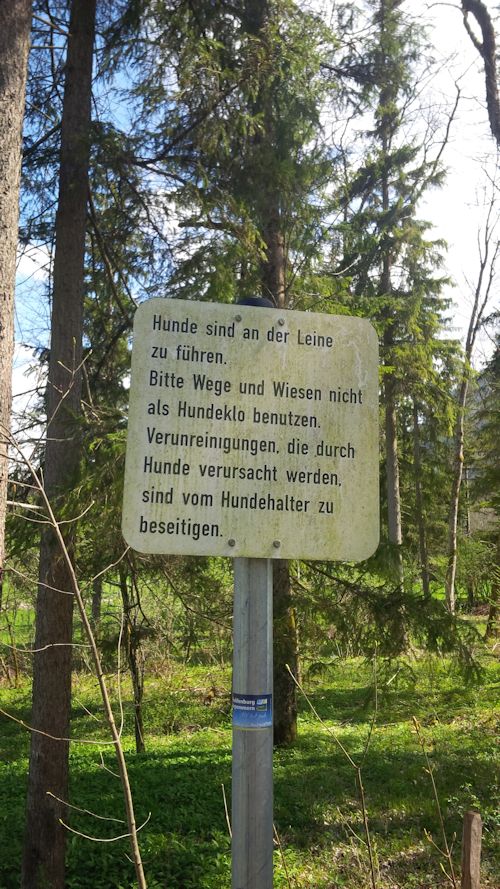 Hunde sind an der Leine
zu führen.
Bitte Wege und Wiesen nicht
als Hundeklo benutzen.
Verunreinigungen, die durch
Hunde verursacht werden,
sind vom Hundehalter zu
beseitigen.